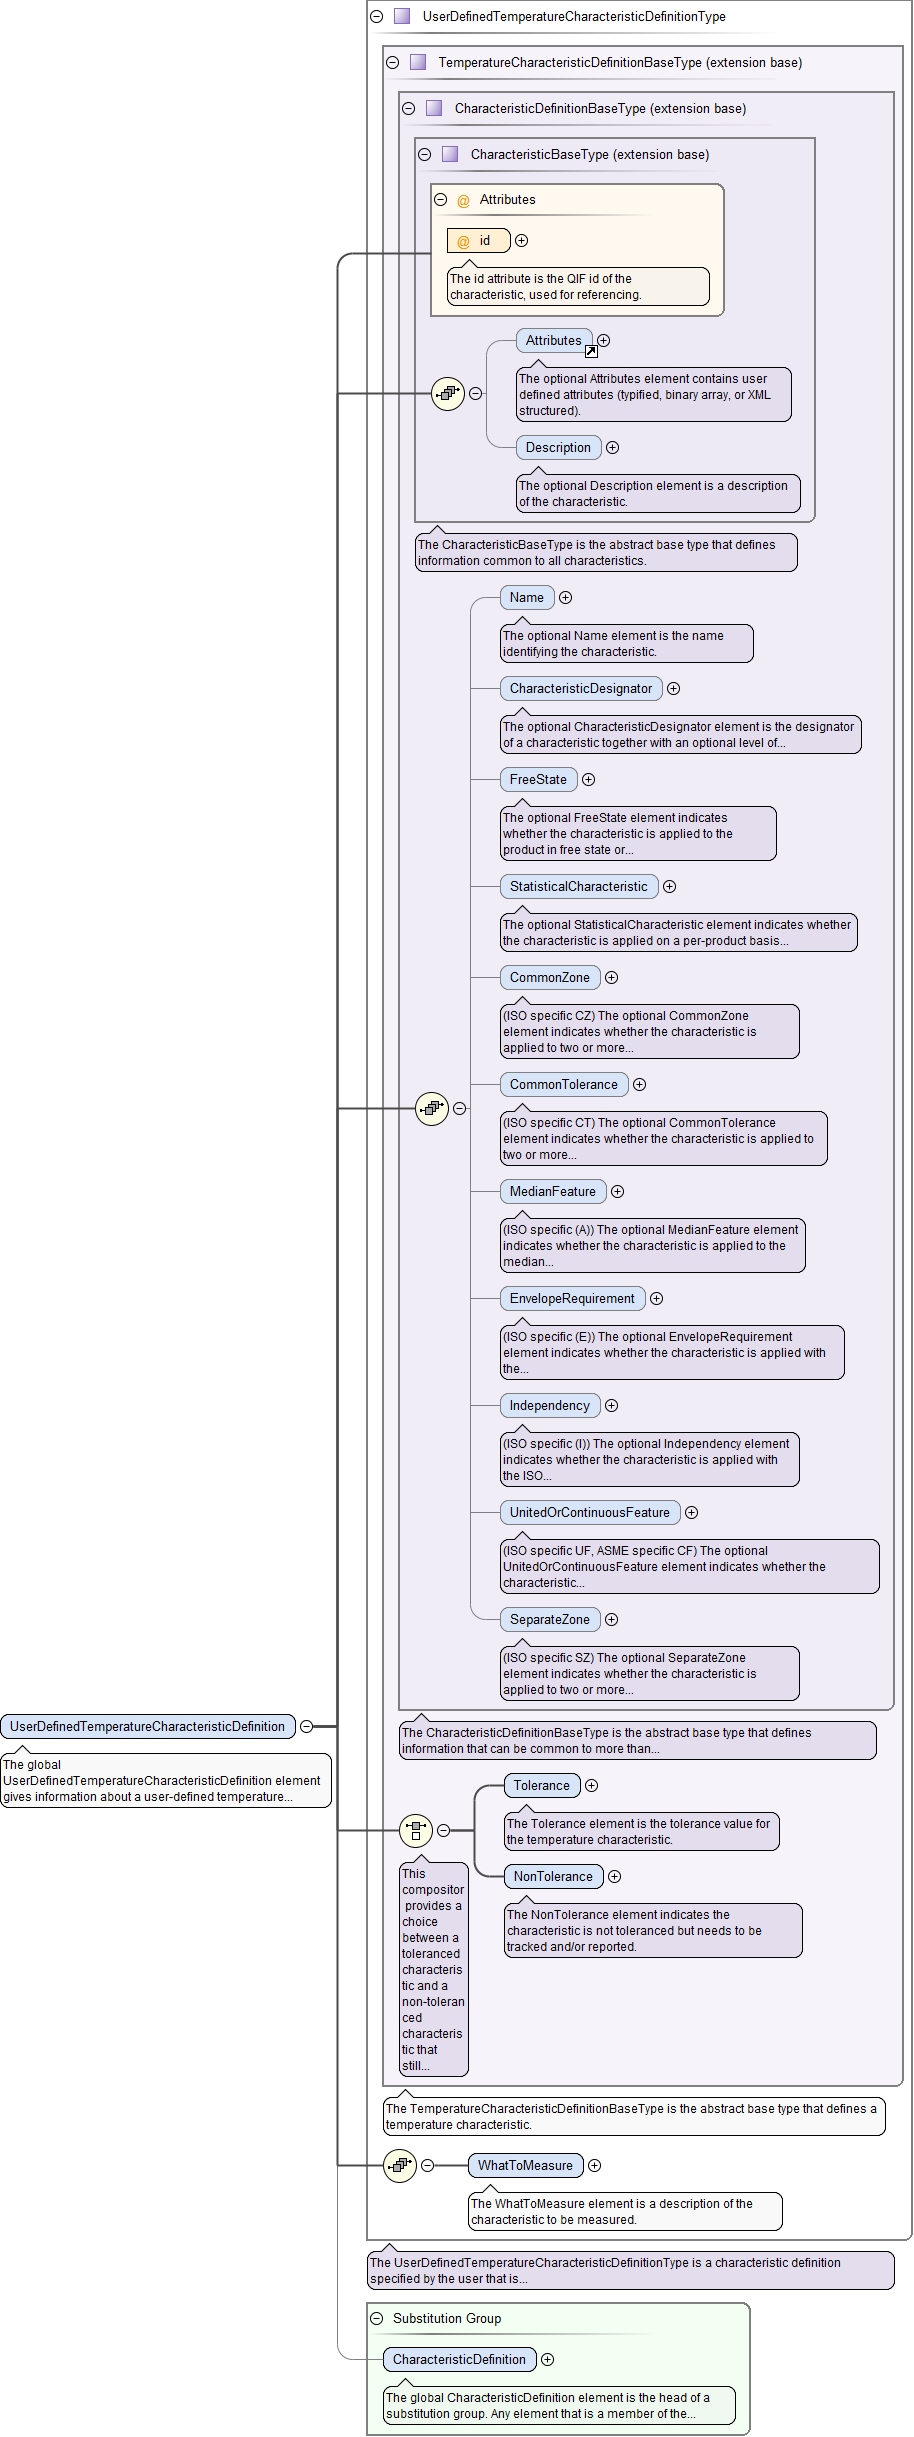 UserDefinedTemperatureCharacteristicDefinitionType
TemperatureCharacteristicDefinitionBaseType (extension base)
CharacteristicDefinitionBaseType (extension base)
CharacteristicBaseType (extension base)
@ Attributes
@ id
The id attribute is the QIF id of the
characteristic, used for referencing.
Attributes
The optional Attributes element contains user
defined attributes (typified, binary array, or XML
structured).
Description
The optional Description element is a description
of the characteristic.
The CharacteristicBaseType is the abstract base type that defines
information common to all characteristics.
Name
The optional Name element is the name
identifying the characteristic.
CharacteristicDesignator
The optional CharacteristicDesignator element is the designator
of a characteristic together with an optional level of...
FreeState
The optional FreeState element indicates
whether the characteristic is applied to the
product in free state or...
StatisticalCharacteristic
The optional StatisticalCharacteristic element indicates whether
the characteristic is applied on a per-product basis...
CommonZone
(ISO specific CZ) The optional CommonZone
element indicates whether the characteristic is
applied to two or more...
CommonTolerance
(ISO specific CT) The optional CommonTolerance
element indicates whether the characteristic is applied to
two or more...
MedianFeature
(ISO specific (A)) The optional MedianFeature element
indicates whether the characteristic is applied to the
median...
EnvelopeRequirement
(ISO specific (E)) The optional EnvelopeRequirement
element indicates whether the characteristic is applied with
the...
Independency
(ISO specific (I)) The optional Independency element
indicates whether the characteristic is applied with
the ISO...
UnitedOrContinuousFeature
(ISO specific UF, ASME specific CF) The optional
UnitedOrContinuousFeature element indicates whether the
characteristic...
SeparateZone
(ISO specific SZ) The optional SeparateZone
element indicates whether the characteristic is
applied to two or more...
UserDefinedTemperatureCharacteristicDefinition
The global
UserDefinedTemperatureCharacteristicDefinition element
gives information about a user-defined temperature...
The CharacteristicDefinitionBaseType is the abstract base type that defines
information that can be common to more than...
Tolerance
The Tolerance element is the tolerance value for
the temperature characteristic.
NonTolerance
The NonTolerance element indicates the
characteristic is not toleranced but needs to be
tracked and/or reported.
This
compositor
provides a
choice
between a
toleranced
characteris
tic and a
non-toleran
ced
characteris
tic that
still...
The TemperatureCharacteristicDefinitionBaseType is the abstract base type that defines a
temperature characteristic.
WhatToMeasure
The WhatToMeasure element is a description of the
characteristic to be measured.
The UserDefinedTemperatureCharacteristicDefinitionType is a characteristic definition
specified by the user that is...
Substitution Group
CharacteristicDefinition
The global CharacteristicDefinition element is the head of a
substitution group. Any element that is a member of the...